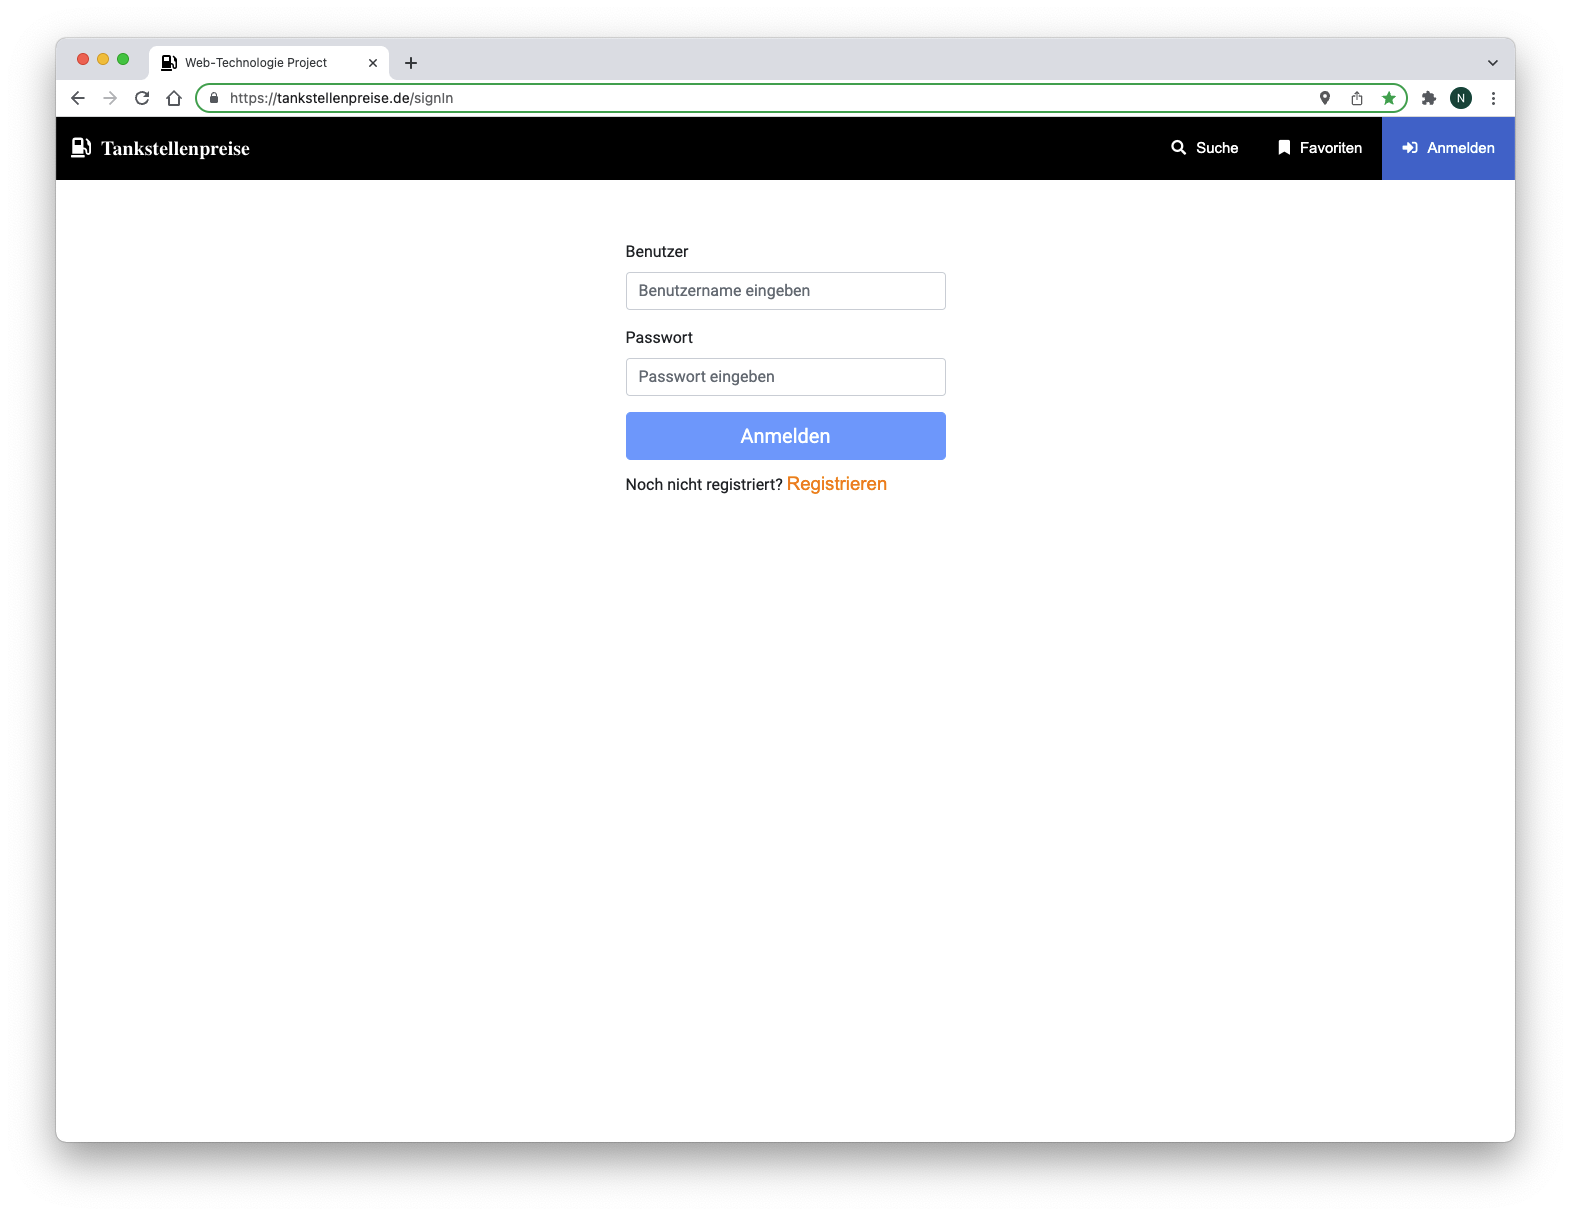 Web-Technologie Project
https://tankstellenpreise.de/signIn
N
Tankstellenpreise
Suche
Favoriten
Anmelden
Benutzer
Benutzername eingeben
Passwort
Passwort eingeben
Anmelden
Noch nicht registriert? Registrieren